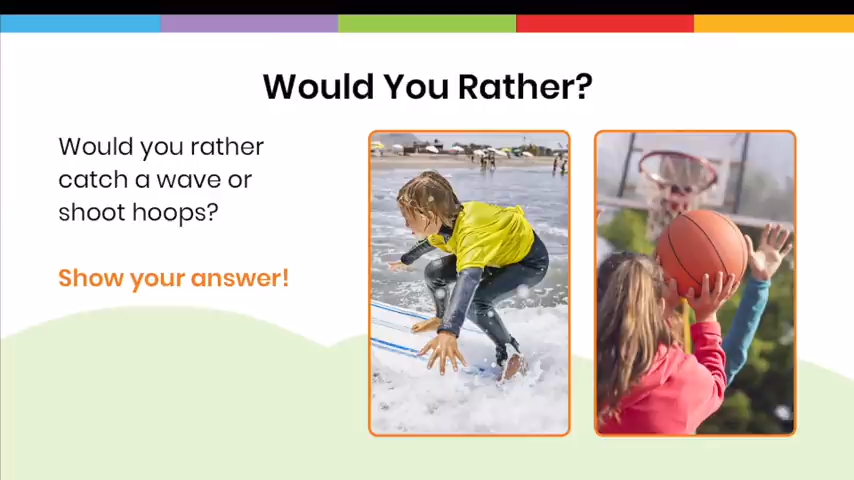 Would You Rather?
Would you rather
catch a wave or
shoot hoops?
Show your answer!